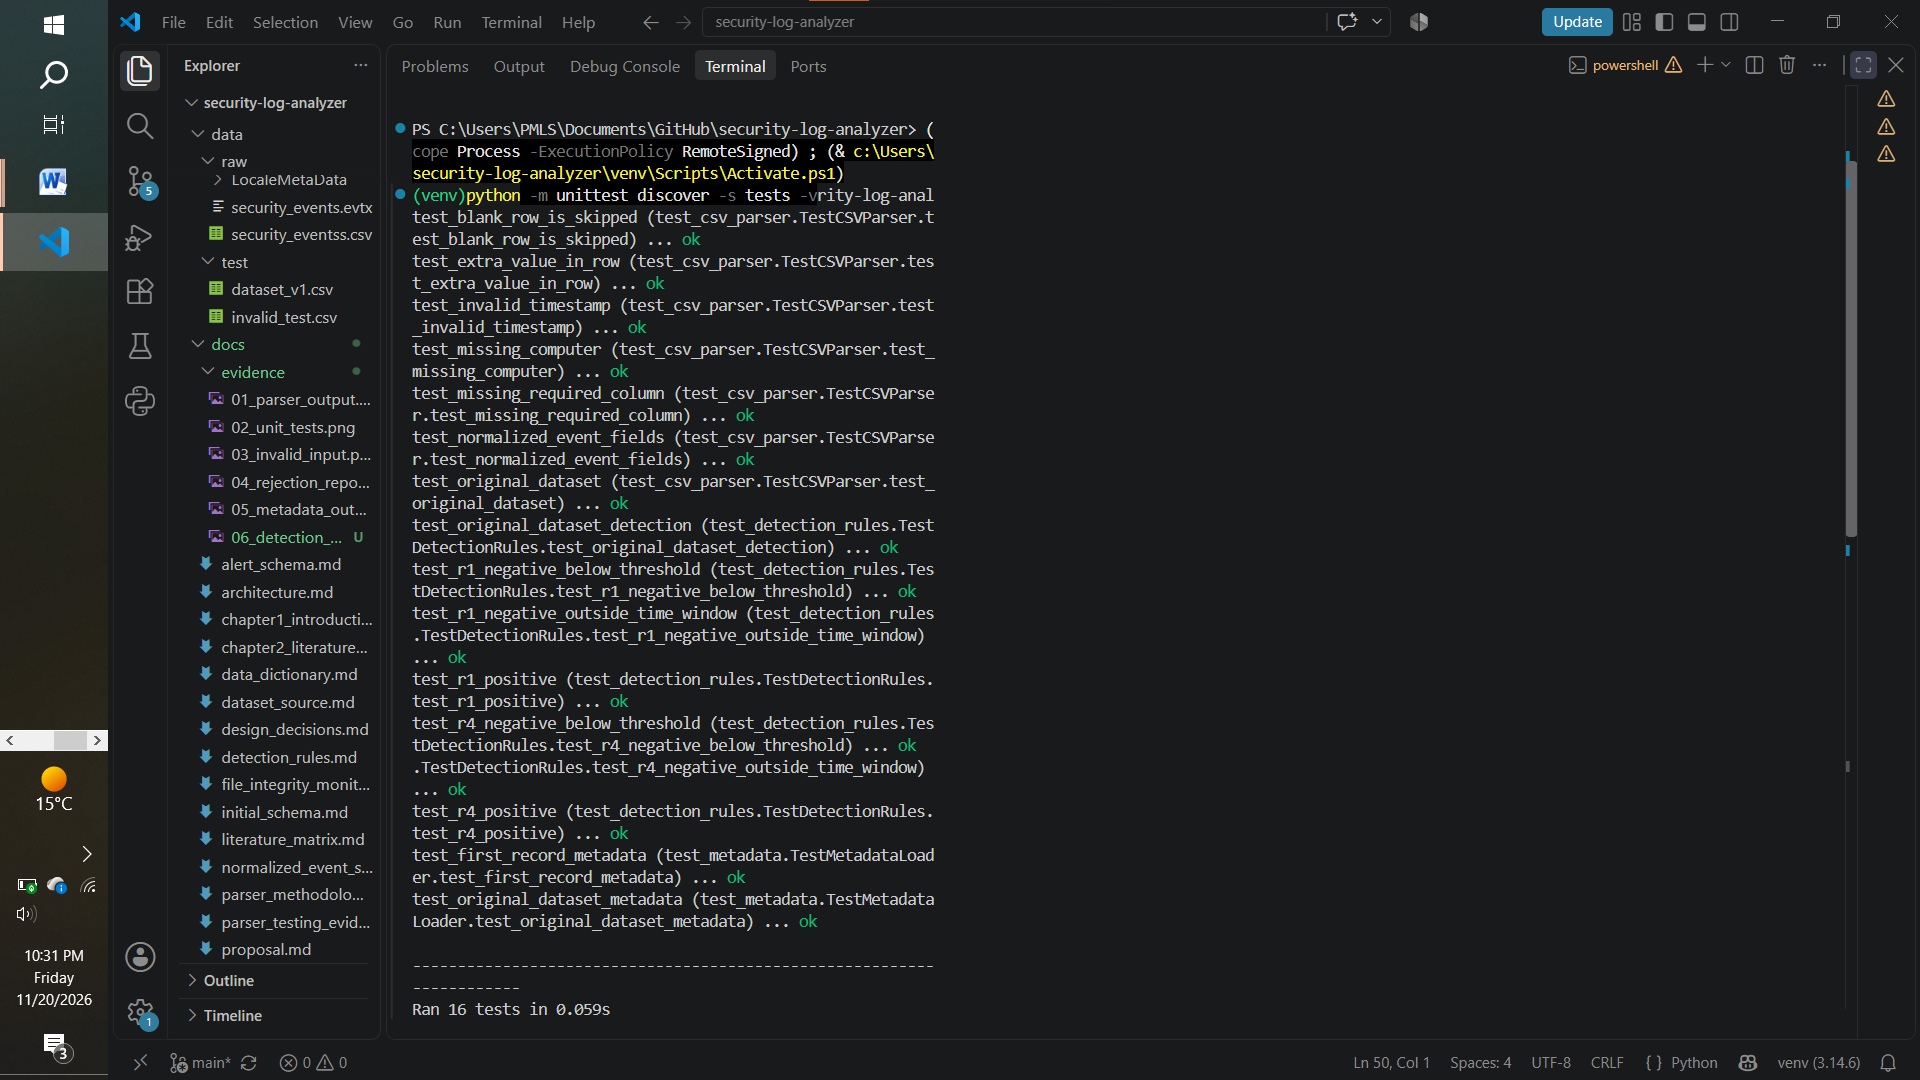 File Edit Selection View Go Run Terminal Help
security-log-analyzer
Update
Explorer
security-log-analyzer
data
raw
LocaleMetaData
security_events.evtx
security_eventss.csv
test
dataset_v1.csv
invalid_test.csv
docs
evidence
01_parser_output....
02_unit_tests.png
03_invalid_input.p...
04_rejection_repo...
05_metadata_out...
06_detection_... U
alert_schema.md
architecture.md
chapter1_introducti...
chapter2_literature...
data_dictionary.md
dataset_source.md
design_decisions.md
detection_rules.md
file_integrity_monit...
initial_schema.md
literature_matrix.md
normalized_event_s...
parser_methodolo...
parser_testing_evid...
proposal.md
Outline
Timeline
5
1
Problems Output Debug Console Terminal Ports
powershell
PS C:\Users\PMLS\Documents\GitHub\security-log-analyzer> (
cope Process -ExecutionPolicy RemoteSigned) ; (& c:\Users\
security-log-analyzer\venv\Scripts\Activate.ps1)
(venv)python -m unittest discover -s tests -vrity-log-anal
test_blank_row_is_skipped (test_csv_parser.TestCSVParser.t
est_blank_row_is_skipped) ... ok
test_extra_value_in_row (test_csv_parser.TestCSVParser.tes
t_extra_value_in_row) ... ok
test_invalid_timestamp (test_csv_parser.TestCSVParser.test
_invalid_timestamp) ... ok
test_missing_computer (test_csv_parser.TestCSVParser.test_
missing_computer) ... ok
test_missing_required_column (test_csv_parser.TestCSVParse
r.test_missing_required_column) ... ok
test_normalized_event_fields (test_csv_parser.TestCSVParse
r.test_normalized_event_fields) ... ok
test_original_dataset (test_csv_parser.TestCSVParser.test_
original_dataset) ... ok
test_original_dataset_detection (test_detection_rules.Test
DetectionRules.test_original_dataset_detection) ... ok
test_r1_negative_below_threshold (test_detection_rules.Tes
tDetectionRules.test_r1_negative_below_threshold) ... ok
test_r1_negative_outside_time_window (test_detection_rules
.TestDetectionRules.test_r1_negative_outside_time_window)
... ok
test_r1_positive (test_detection_rules.TestDetectionRules.
test_r1_positive) ... ok
test_r4_negative_below_threshold (test_detection_rules.Tes
tDetectionRules.test_r4_negative_below_threshold) ... ok
.TestDetectionRules.test_r4_negative_outside_time_window)
... ok
test_r4_positive (test_detection_rules.TestDetectionRules.
test_r4_positive) ... ok
test_first_record_metadata (test_metadata.TestMetadataLoad
er.test_first_record_metadata) ... ok
test_original_dataset_metadata (test_metadata.TestMetadata
Loader.test_original_dataset_metadata) ... ok
----------------------------------------------------------
------------
Ran 16 tests in 0.059s
15°C
10:31 PM
Friday
11/20/2026
3
main* 0 0
Ln 50, Col 1 Spaces: 4 UTF-8 CRLF { } Python venv (3.14.6)